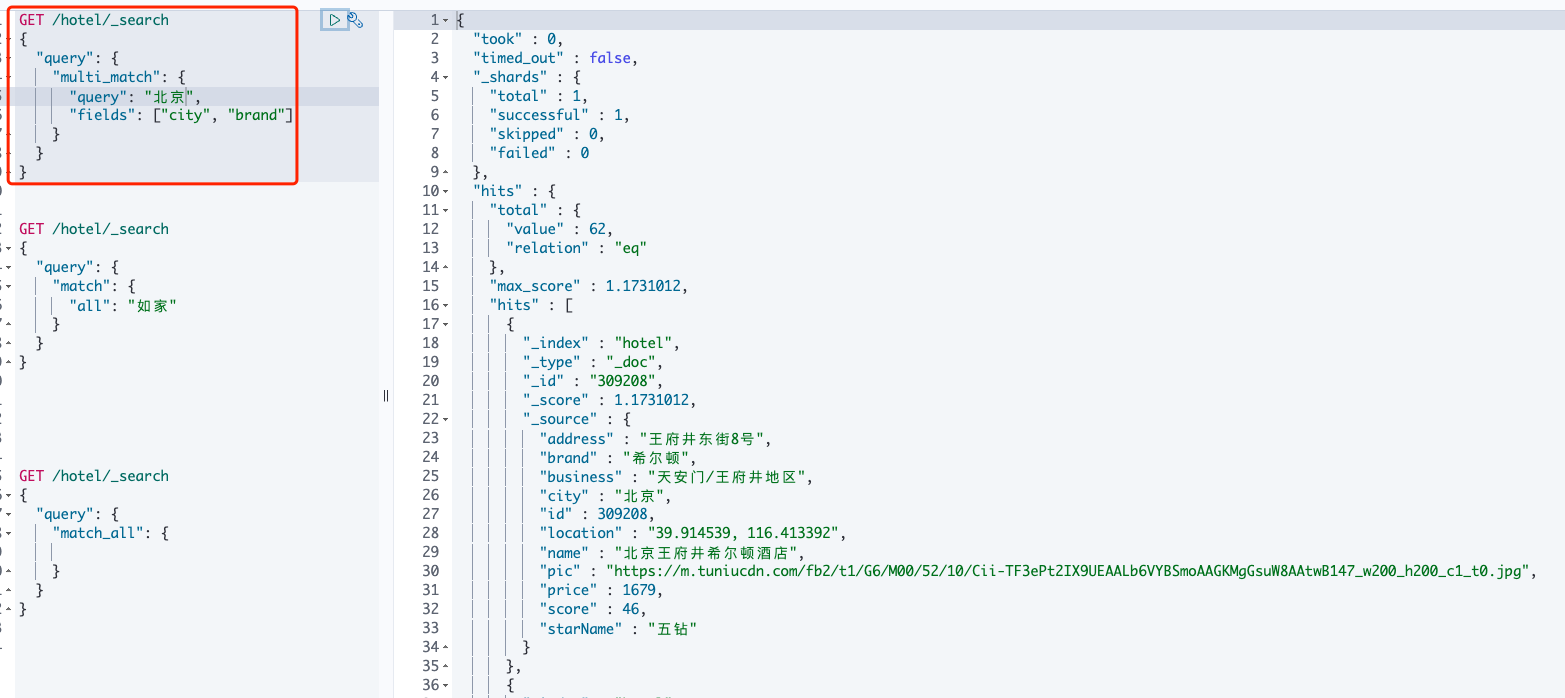 GET /hotel/_search
{
"query": {
"multi_match": {
"query": "北京",
"fields": ["city", "brand"]
}
}
}
GET /hotel/_search
{
"query": {
"match": {
"all": "如家"
}
}
}
GET /hotel/_search
{
"query": {
"match_all": {
}
}
}
1 {
2 "took" : 0,
3 "timed_out" : false,
4 "_shards" : {
5 "total" : 1,
6 "successful" : 1,
7 "skipped" : 0,
8 "failed" : 0
9 },
10 "hits" : {
11 "total" : {
12 "value" : 62,
13 "relation" : "eq"
14 },
15 "max_score" : 1.1731012,
16 "hits" : [
17 {
18 "_index" : "hotel",
19 "_type" : "_doc",
20 "_id" : "309208",
21 "_score" : 1.1731012,
22 "_source" : {
23 "address" : "王府井东街8号",
24 "brand" : "希尔顿",
25 "business" : "天安门/王府井地区",
26 "city" : "北京",
27 "id" : 309208,
28 "location" : "39.914539, 116.413392",
29 "name" : "北京王府井希尔顿酒店",
30 "pic" : "https://m.tuniucdn.com/fb2/t1/G6/M00/52/10/Cii-TF3ePt2IX9UEAALb6VYBSmoAAGKMgGsuW8AAtwB147_w200_h200_c1_t0.jpg",
31 "price" : 1679,
32 "score" : 46,
33 "starName" : "五钻"
34 }
35 },
36 {